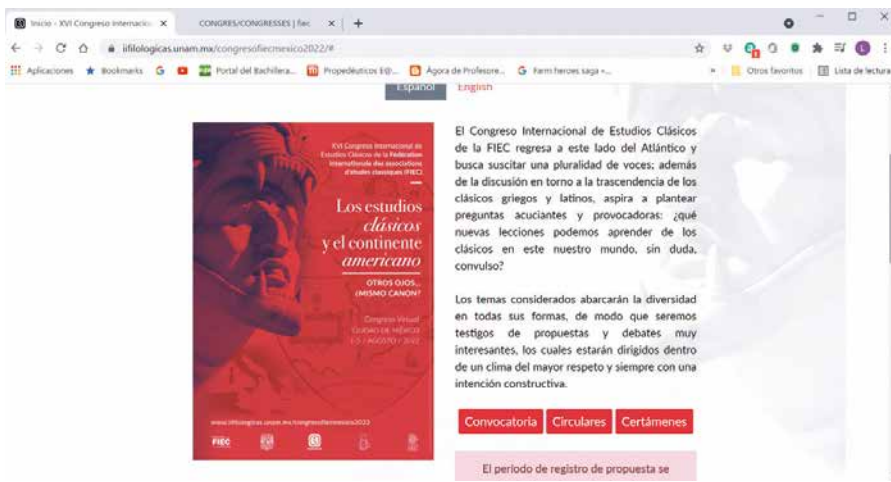 Inicio - XVI Congreso Internacio
CONGRES/CONGRESSES | fiec
iifilologicas.unam.mx/congresofiecmexico2022/#
Aplicaciones
Bookmarks
Portal del Bachillera...
Propedéuticos E@...
Ágora de Profesore...
Farm heroes saga «...
»
Otros favoritos
Lista de lectura
Español
English
XVI Congreso Internacional de
Estudios Clásicos de la Fédération
internationale des associations
d'études classiques (FIEC)
Los estudios
clásicos
y el continente
americano
OTROS OJOS...
¿MISMO CANON?
Congreso Virtual
CIUDAD DE MÉXICO
1-5 / AGOSTO / 2022
www.iifilologicas.unam.mx/congresofiecmexico2022
FIEC
El Congreso Internacional de Estudios Clásicos
de la FIEC regresa a este lado del Atlántico y
busca suscitar una pluralidad de voces; además
de la discusión en torno a la trascendencia de los
clásicos griegos y latinos, aspira a plantear
preguntas acuciantes y provocadoras: ¿qué
nuevas lecciones podemos aprender de los
clásicos en este nuestro mundo, sin duda,
convulso?
Los temas considerados abarcarán la diversidad
en todas sus formas, de modo que seremos
testigos de propuestas y debates muy
interesantes, los cuales estarán dirigidos dentro
de un clima del mayor respeto y siempre con una
intención constructiva.
Convocatoria
Circulares
Certámenes
El periodo de registro de propuesta se